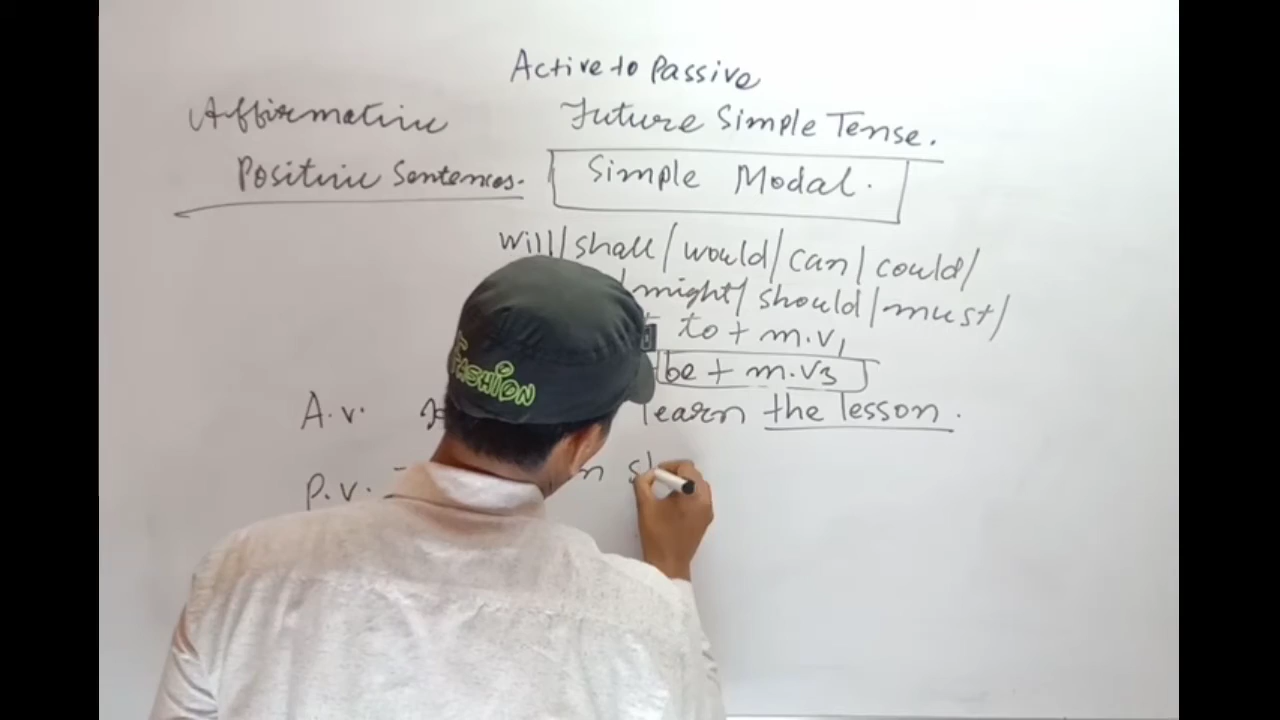 Active to Passive
Affirmative Future Simple Tense.
Positive Sentences. Simple Modal.
will/shall/would/can/could/
/might/should/must/
to + m.v1
be + m.v3
A.v. learn the lesson.
P.v.
FASHION